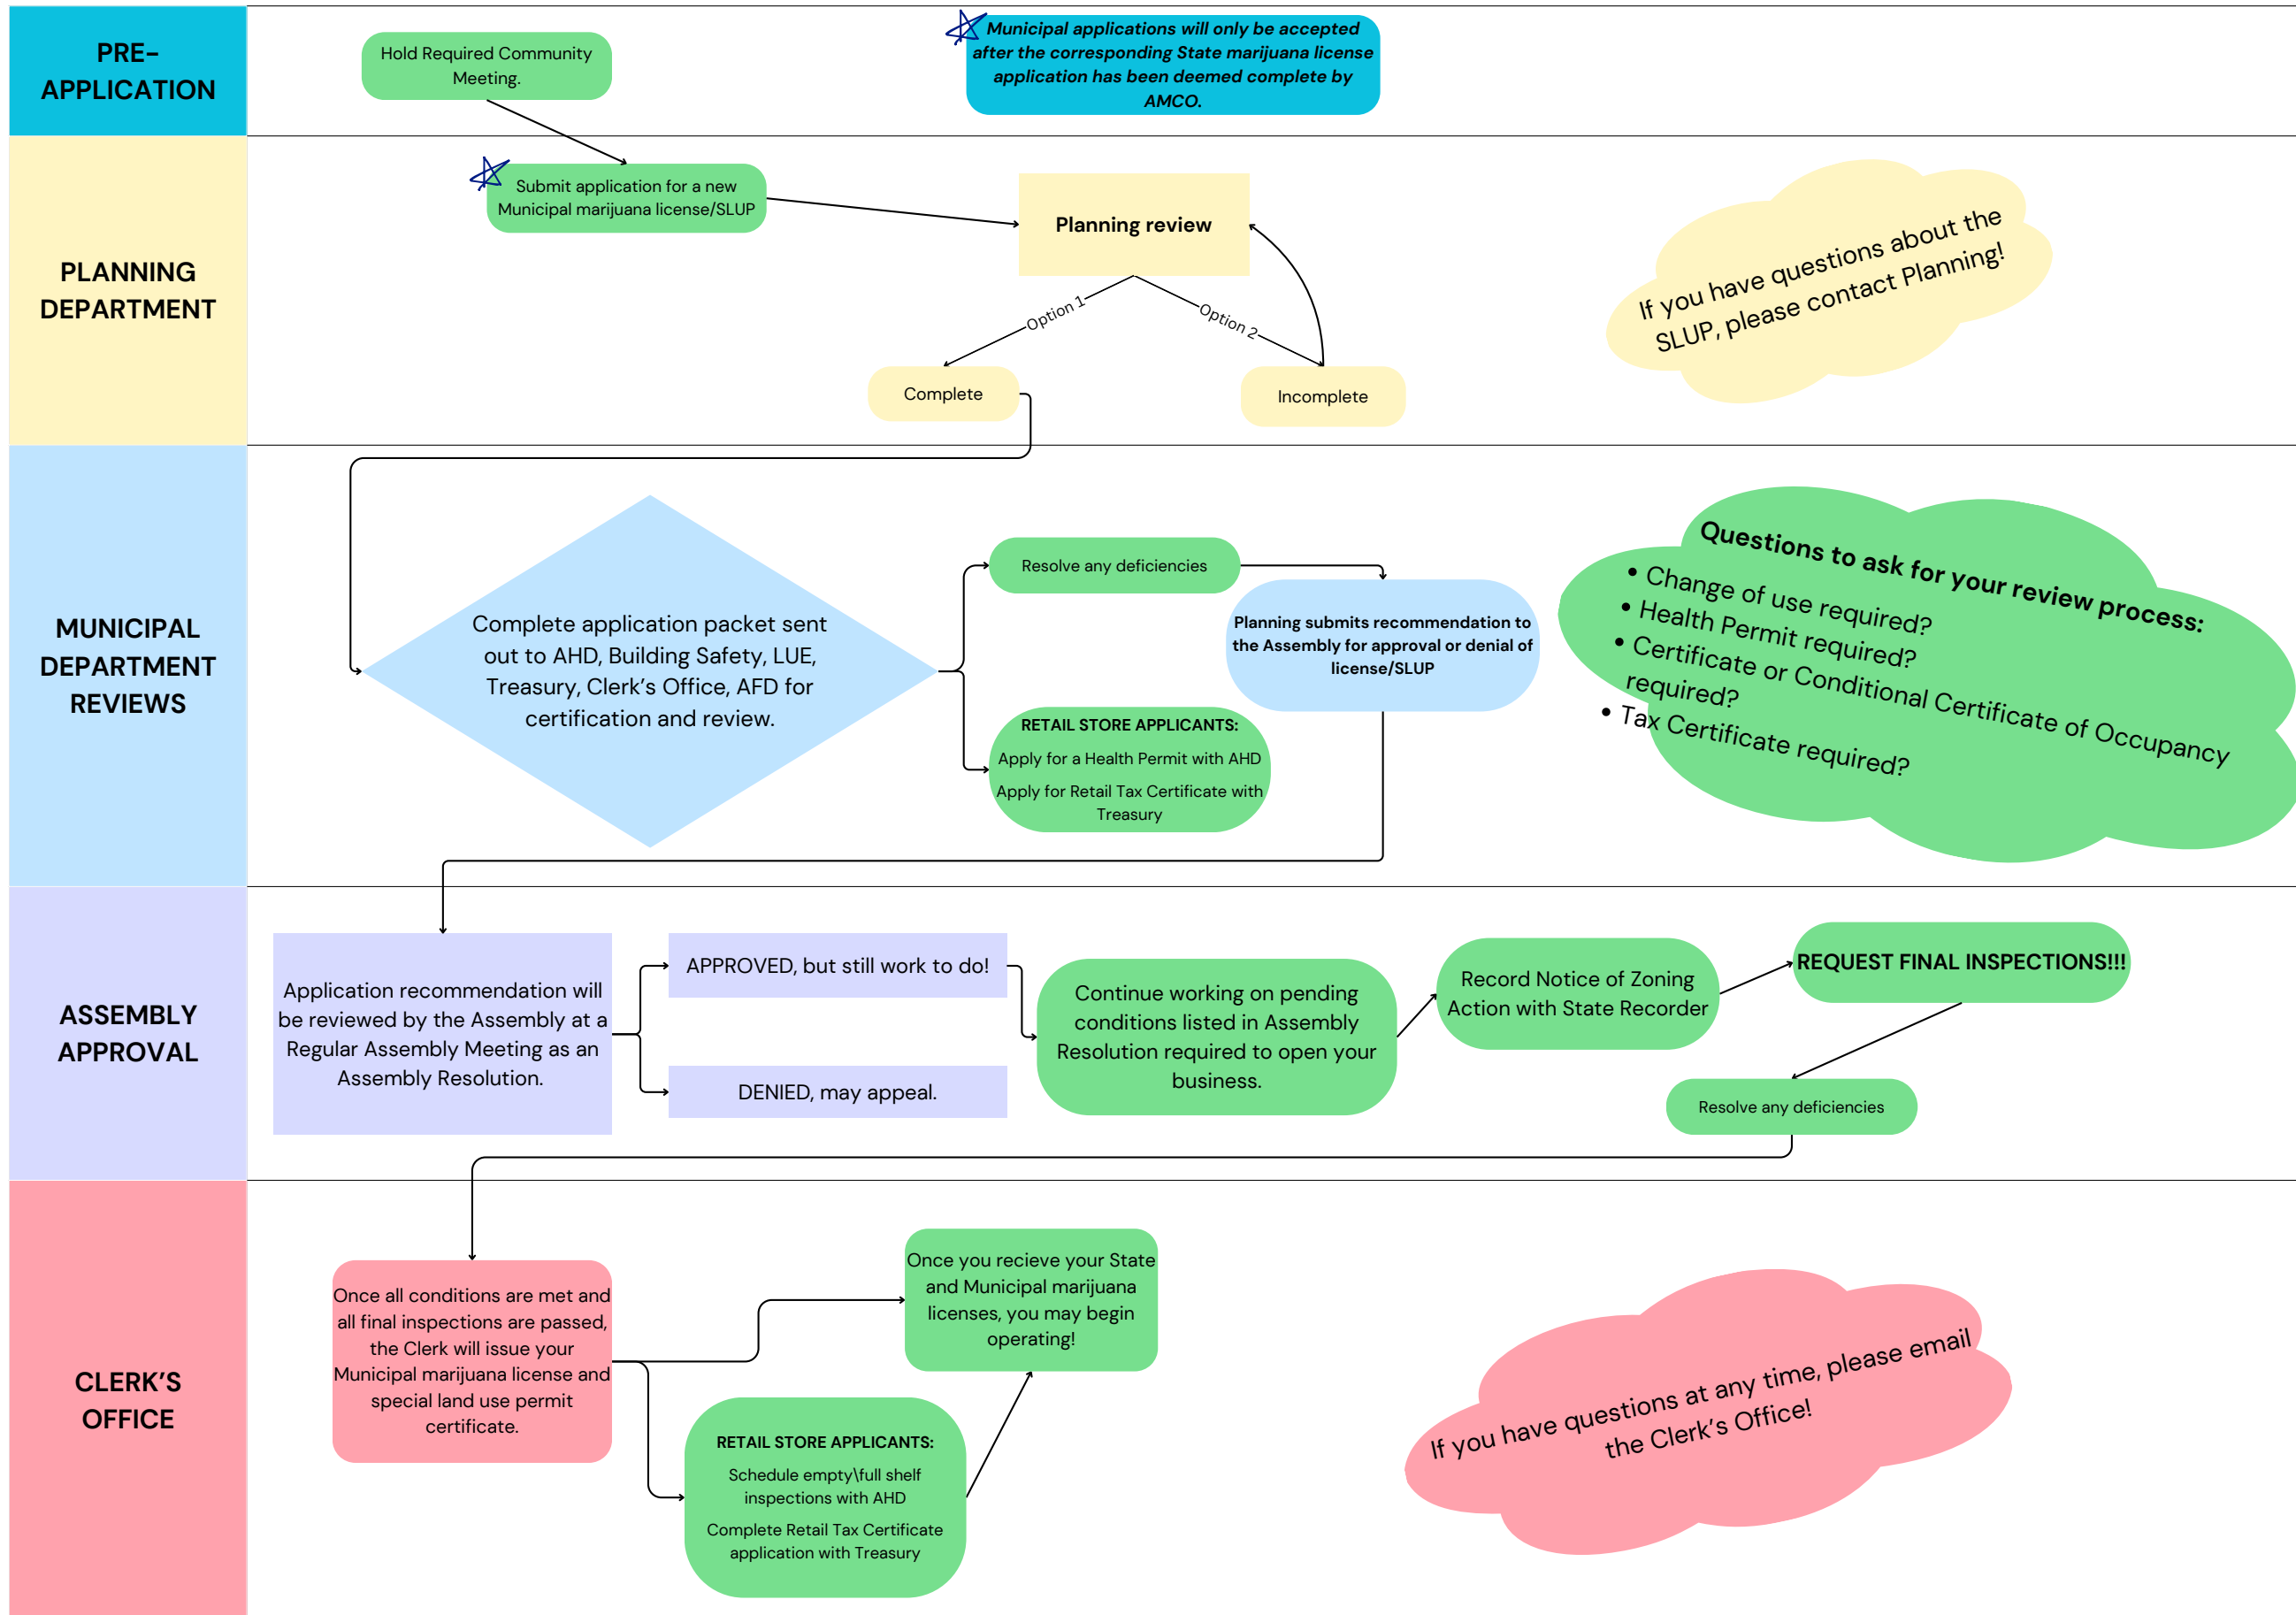 PRE-
APPLICATION
Hold Required Community
Meeting.
Municipal applications will only be accepted
after the corresponding State marijuana license
application has been deemed complete by
AMCO.
PLANNING
DEPARTMENT
Submit application for a new
Municipal marijuana license/SLUP
Planning review
Option 1
Option 2
Complete
Incomplete
If you have questions about the
SLUP, please contact Planning!
MUNICIPAL
DEPARTMENT
REVIEWS
Complete application packet sent
out to AHD, Building Safety, LUE,
Treasury, Clerk's Office, AFD for
certification and review.
Resolve any deficiencies
Planning submits recommendation to
the Assembly for approval or denial of
license/SLUP
RETAIL STORE APPLICANTS:
Apply for a Health Permit with AHD
Apply for Retail Tax Certificate with
Treasury
Questions to ask for your review process:
• Change of use required?
• Health Permit required?
• Certificate or Conditional Certificate of Occupancy
required?
• Tax Certificate required?
ASSEMBLY
APPROVAL
Application recommendation will
be reviewed by the Assembly at a
Regular Assembly Meeting as an
Assembly Resolution.
APPROVED, but still work to do!
DENIED, may appeal.
Continue working on pending
conditions listed in Assembly
Resolution required to open your
business.
Record Notice of Zoning
Action with State Recorder
REQUEST FINAL INSPECTIONS!!!
Resolve any deficiencies
CLERK'S
OFFICE
Once all conditions are met and
all final inspections are passed,
the Clerk will issue your
Municipal marijuana license and
special land use permit
certificate.
Once you recieve your State
and Municipal marijuana
licenses, you may begin
operating!
RETAIL STORE APPLICANTS:
Schedule empty\full shelf
inspections with AHD
Complete Retail Tax Certificate
application with Treasury
If you have questions at any time, please email
the Clerk's Office!